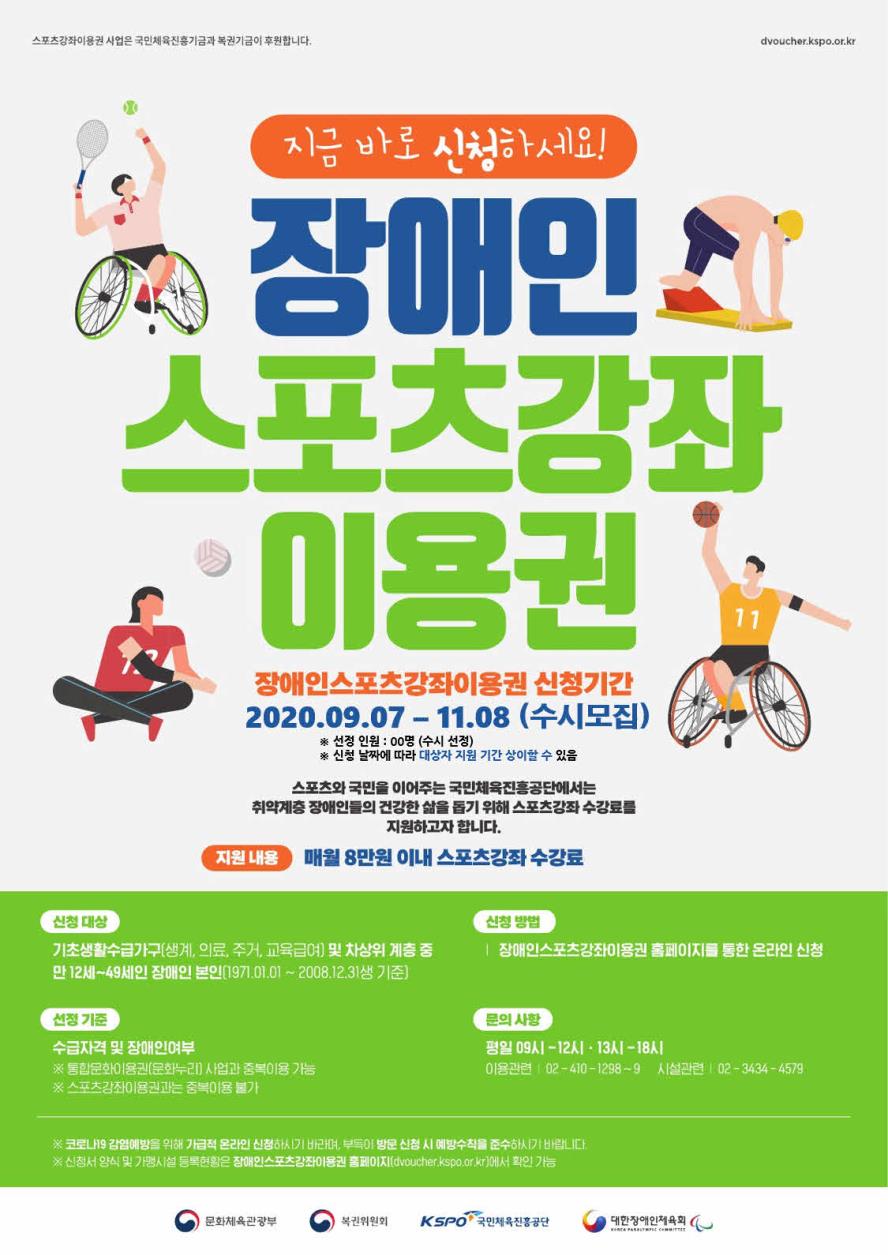 스포츠강좌이용권 사업은 국민체육진흥기금과 복권기금이 후원합니다.
dvoucher.kspo.or.kr
지금 바로 신청하세요!
장애인
스포츠강좌
이용권
11
장애인스포츠강좌이용권 신청기간
2020.09.07 – 11.08 (수시모집)
※ 선정 인원 : 00명 (수시 선정)
※ 신청 날짜에 따라 대상자 지원 기간 상이할 수 있음
스포츠와 국민을 이어주는 국민체육진흥공단에서는
취약계층 장애인들의 건강한 삶을 돕기 위해 스포츠강좌 수강료를
지원하고자 합니다.
지원 내용 매월 8만원 이내 스포츠강좌 수강료
신청 대상
기초생활수급가구(생계, 의료, 주거, 교육급여) 및 차상위 계층 중
만 12세~49세인 장애인 본인(1971.01.01 ~ 2008.12.31생 기준)
신청 방법
| 장애인스포츠강좌이용권 홈페이지를 통한 온라인 신청
선정 기준
수급자격 및 장애인여부
※ 통합문화이용권(문화누리) 사업과 중복이용 가능
※ 스포츠강좌이용권과는 중복이용 불가
문의 사항
평일 09시 -12시 · 13시 -18시
이용관련 | 02 - 410 -1298 ~ 9 시설관련 | 02 - 3434 - 4579
※ 코로나19 감염예방을 위해 가급적 온라인 신청하시기 바라며, 부득이 방문 신청 시 예방수칙을 준수하시기 바랍니다.
※ 신청서 양식 및 가맹시설 등록현황은 장애인스포츠강좌이용권 홈페이지(dvoucher.kspo.or.kr)에서 확인 가능
문화체육관광부
복권위원회
KSPO 국민체육진흥공단
대한장애인체육회
KOREA PARALYMPIC COMMITTEE